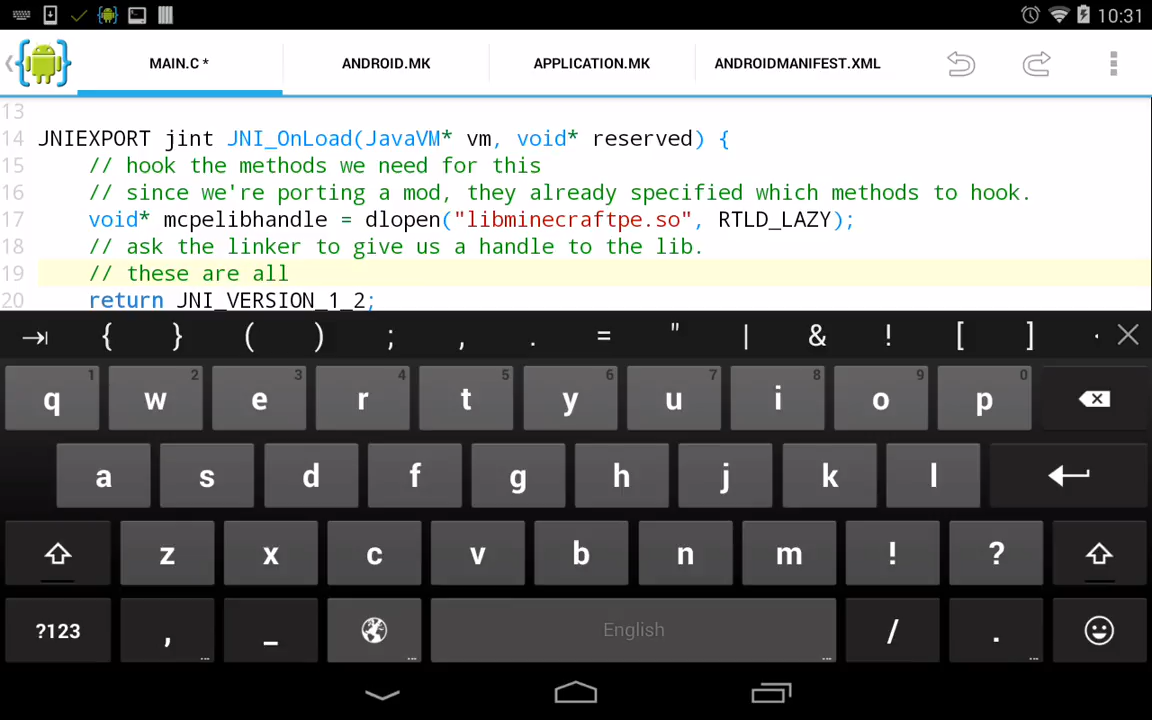 10:31
MAIN.C *
ANDROID.MK
APPLICATION.MK
ANDROIDMANIFEST.XML
13
14 JNIEXPORT jint JNI_OnLoad(JavaVM* vm, void* reserved) {
15 // hook the methods we need for this
16 // since we're porting a mod, they already specified which methods to hook.
17 void* mcpelibhandle = dlopen("libminecraftpe.so", RTLD_LAZY);
18 // ask the linker to give us a handle to the lib.
19 // these are all
20 return JNI_VERSION_1_2;
{ } ( ) ; , . = " | & ! [ ]
q 1 w 2 e 3 r 4 t 5 y 6 u 7 i 8 o 9 p 0
a s d f g h j k l
z x c v b n m ! ?
?123 , _ English / .